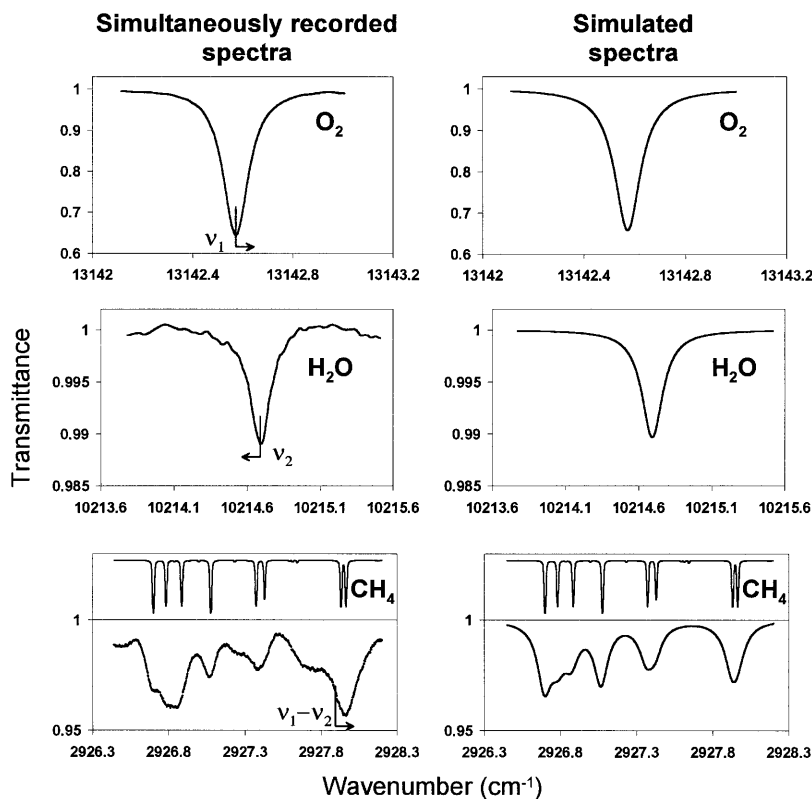 Simultaneously recorded
spectra
Simulated
spectra
Transmittance
1
0.9
0.8
0.7
0.6
O₂
ν₁
13142 13142.4 13142.8 13143.2
1
0.9
0.8
0.7
0.6
O₂
13142 13142.4 13142.8 13143.2
1
0.995
0.99
0.985
H₂O
ν₂
10213.6 10214.1 10214.6 10215.1 10215.6
1
0.995
0.99
0.985
H₂O
10213.6 10214.1 10214.6 10215.1 10215.6
CH₄
1
0.95
ν₁–ν₂
2926.3 2926.8 2927.3 2927.8 2928.3
CH₄
1
0.95
2926.3 2926.8 2927.3 2927.8 2928.3
Wavenumber (cm⁻¹)